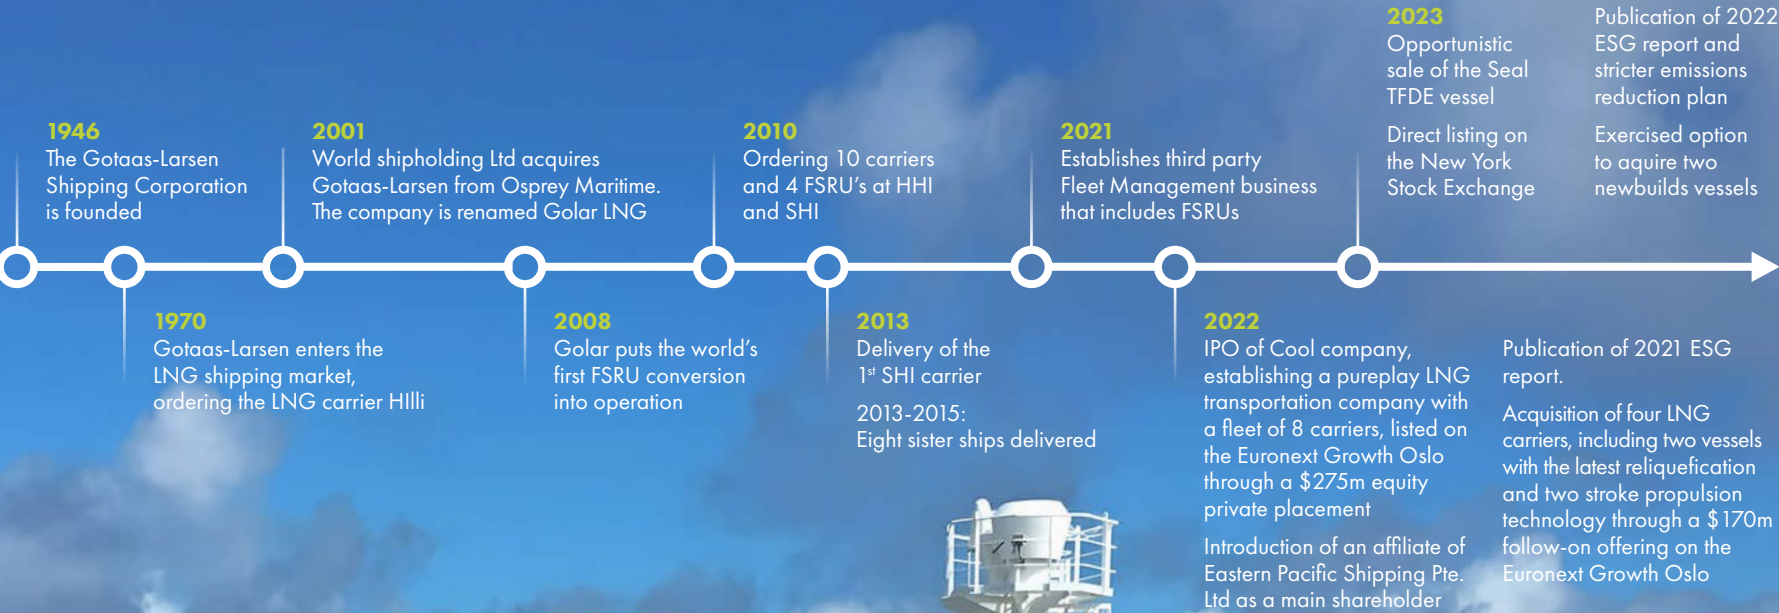 1946
The Gotaas-Larsen
Shipping Corporation
is founded
1970
Gotaas-Larsen enters the
LNG shipping market,
ordering the LNG carrier HIlli
2001
World shipholding Ltd acquires
Gotaas-Larsen from Osprey Maritime.
The company is renamed Golar LNG
2008
Golar puts the world's
first FSRU conversion
into operation
2010
Ordering 10 carriers
and 4 FSRU's at HHI
and SHI
2013
Delivery of the
1st SHI carrier
2013-2015:
Eight sister ships delivered
2021
Establishes third party
Fleet Management business
that includes FSRUs
2022
IPO of Cool company,
establishing a pureplay LNG
transportation company with
a fleet of 8 carriers, listed on
the Euronext Growth Oslo
through a $275m equity
private placement
Introduction of an affiliate of
Eastern Pacific Shipping Pte.
Ltd as a main shareholder
Publication of 2021 ESG
report.
Acquisition of four LNG
carriers, including two vessels
with the latest reliquefication
and two stroke propulsion
technology through a $170m
follow-on offering on the
Euronext Growth Oslo
2023
Opportunistic
sale of the Seal
TFDE vessel
Direct listing on
the New York
Stock Exchange
Publication of 2022
ESG report and
stricter emissions
reduction plan
Exercised option
to aquire two
newbuilds vessels